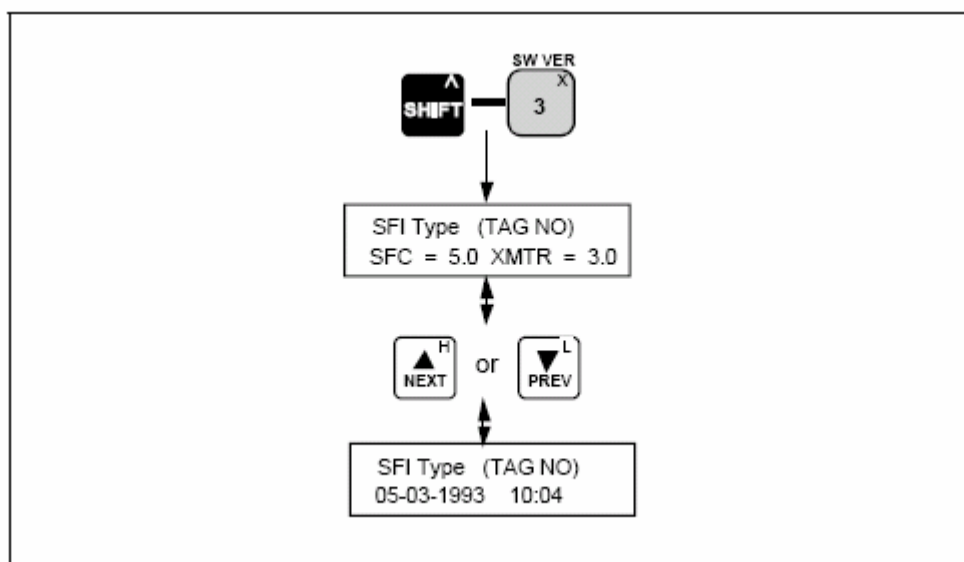 SW VER
^
SHIFT
X
3
SFI Type (TAG NO)
SFC = 5.0 XMTR = 3.0
H
NEXT
or
L
PREV
SFI Type (TAG NO)
05-03-1993 10:04